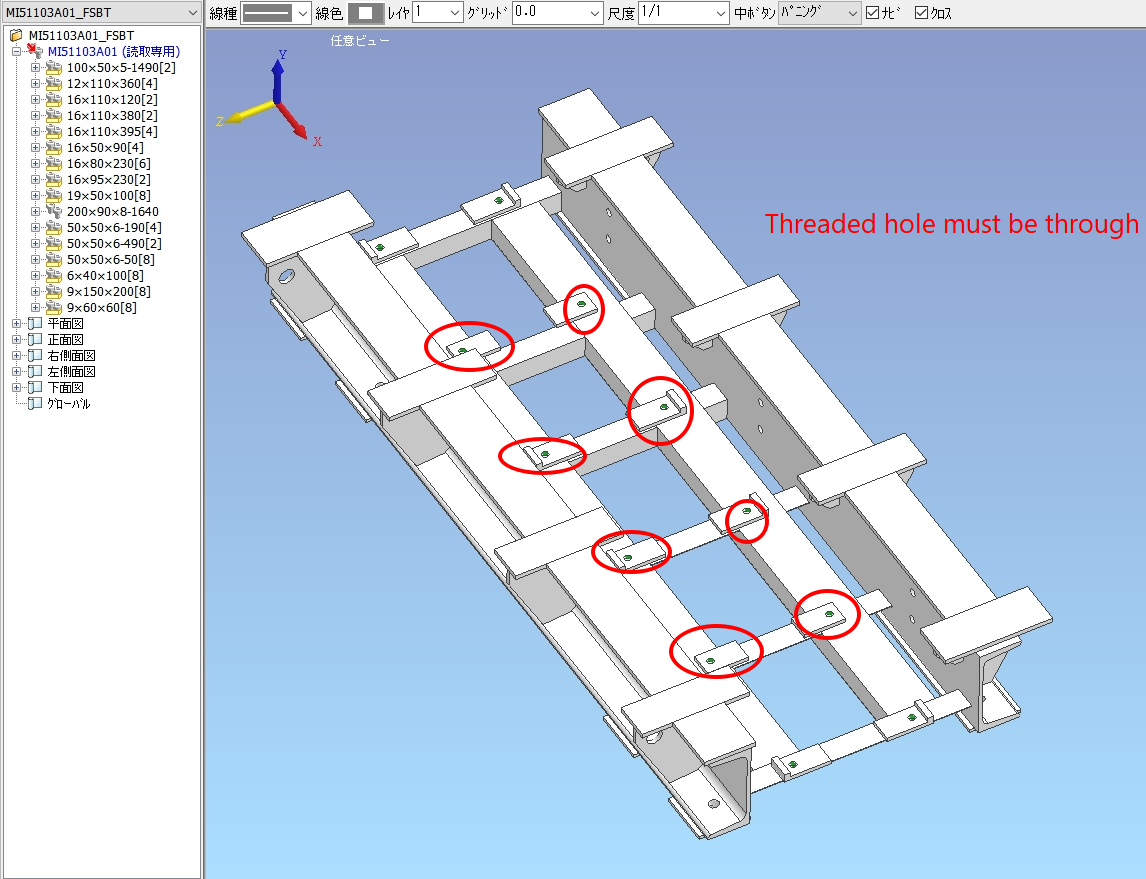 MI51103A01_FSBT
線種
線色
レイヤ 1
グリッド 0.0
尺度 1/1
中ボタン パニング
ナビ
クロス
MI51103A01_FSBT
MI51103A01 (読取専用)
100×50×5-1490[2]
12×110×360[4]
16×110×120[2]
16×110×380[2]
16×110×395[4]
16×50×90[4]
16×80×230[6]
16×95×230[2]
19×50×100[8]
200×90×8-1640
50×50×6-190[4]
50×50×6-490[2]
50×50×6-50[8]
6×40×100[8]
9×150×200[8]
9×60×60[8]
平面図
正面図
右側面図
左側面図
下面図
グローバル
任意ビュー
Y
Z
X
Threaded hole must be through